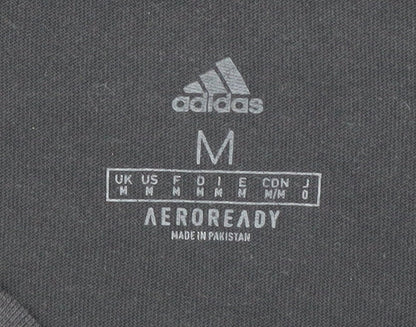 adidas
M
UK US F D I E CDN J
M M M M M M M/M O
AEROREADY
MADE IN PAKISTAN